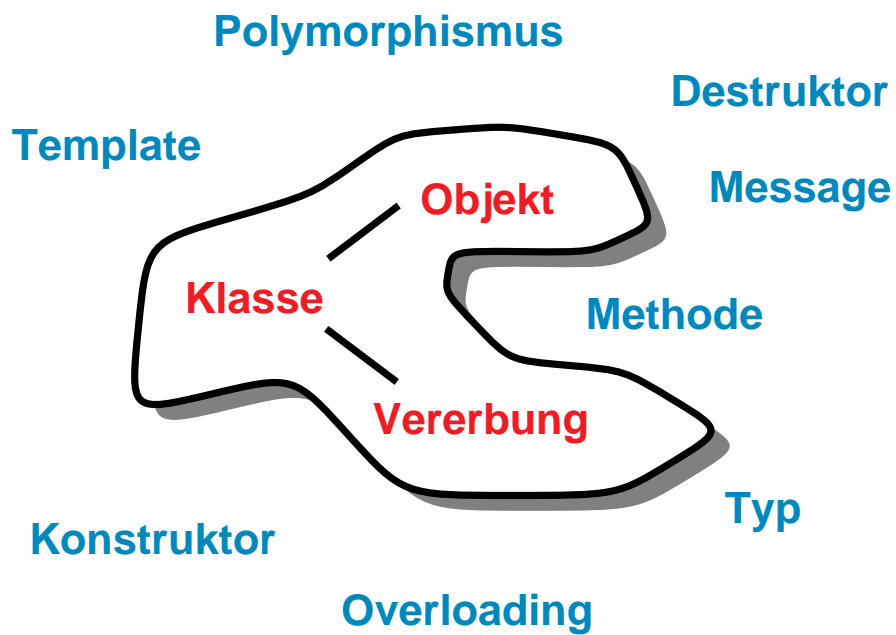 Polymorphismus
Destruktor
Template
Message
Objekt
Klasse
Methode
Vererbung
Typ
Konstruktor
Overloading